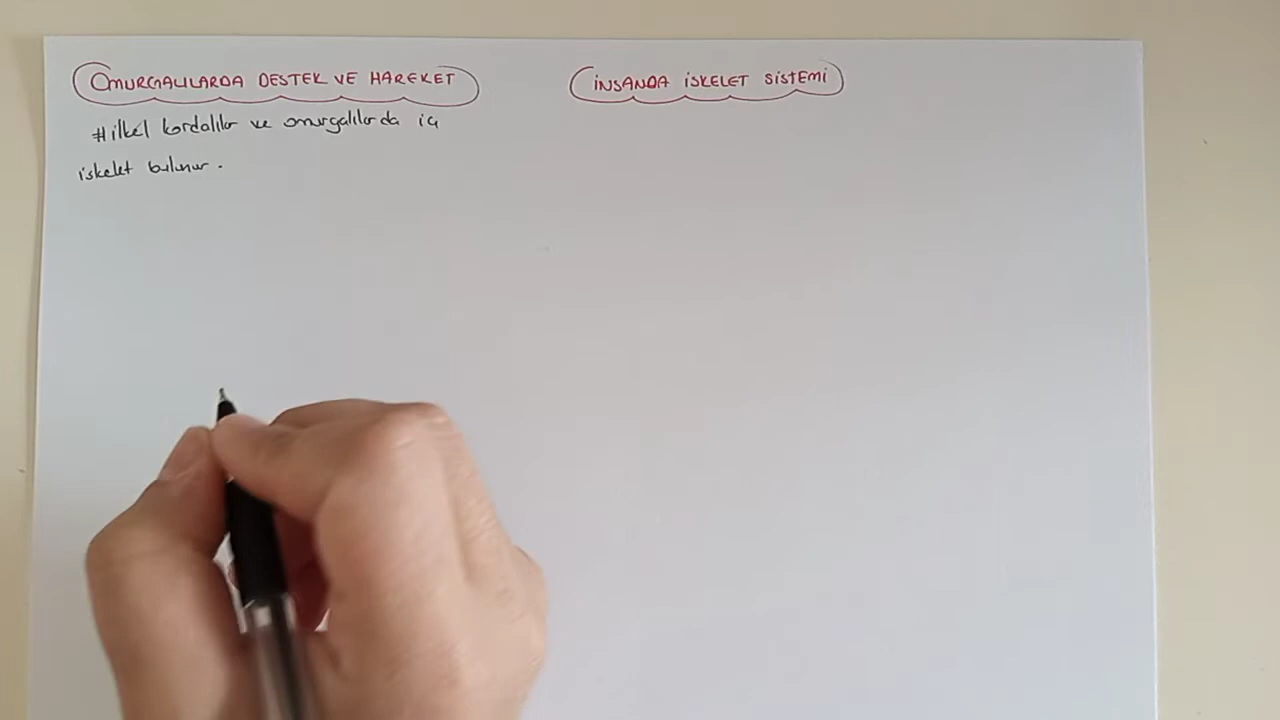 OMURGALILARDA DESTEK VE HAREKET
#ilkel kordalılar ve omurgalılarda iç
iskelet bulunur.
İNSANDA İSKELET SİSTEMİ